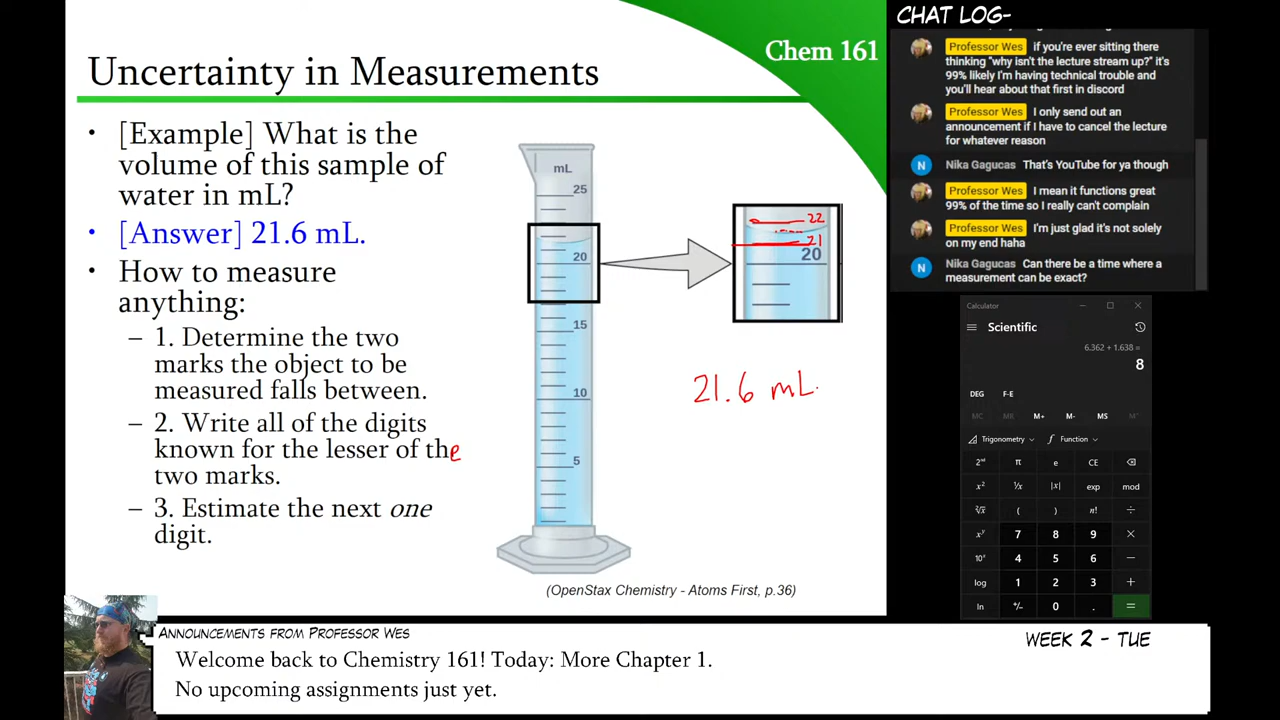 Chem 161
Uncertainty in Measurements
• [Example] What is the
volume of this sample of
water in mL?
• [Answer] 21.6 mL.
• How to measure
anything:
– 1. Determine the two
marks the object to be
measured falls between.
– 2. Write all of the digits
known for the lesser of the
two marks.
– 3. Estimate the next one
digit.
mL
25
20
15
10
5
22
21
20
21.6 mL
(OpenStax Chemistry - Atoms First, p.36)
CHAT LOG-
Professor Wes if you're ever sitting there
thinking "why isn't the lecture stream up?" it's
99% likely I'm having technical trouble and
you'll hear about that first in discord
Professor Wes I only send out an
announcement if I have to cancel the lecture
for whatever reason
N Nika Gagucas That's YouTube for ya though
Professor Wes I mean it functions great
99% of the time so I really can't complain
Professor Wes I'm just glad it's not solely
on my end haha
N Nika Gagucas Can there be a time where a
measurement can be exact?
Calculator
Scientific
6.362 + 1.638 =
8
DEG F-E
MC MR M+ M- MS M˅
Trigonometry Function
2ⁿᵈ π e CE
x² ¹/x |x| exp mod
²√x ( ) n! ÷
xʸ 7 8 9 ×
10ˣ 4 5 6 −
log 1 2 3 +
ln +/- 0 . =
ANNOUNCEMENTS FROM PROFESSOR WES
WEEK 2 - TUE
Welcome back to Chemistry 161! Today: More Chapter 1.
No upcoming assignments just yet.